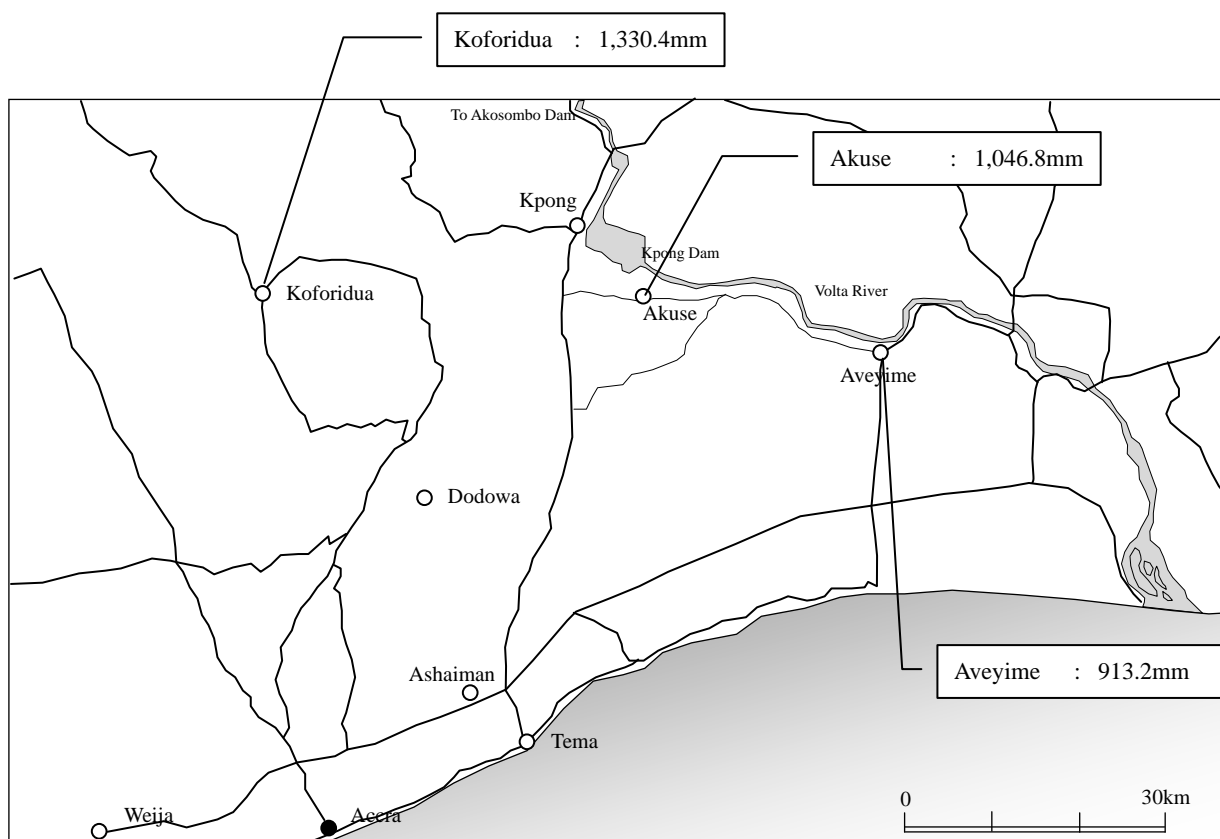 Koforidua : 1,330.4mm
To Akosombo Dam
Akuse : 1,046.8mm
Kpong
Kpong Dam
Koforidua
Volta River
Akuse
Aveyime
Dodowa
Aveyime : 913.2mm
Ashaiman
Tema
0 30km
Weija
Accra